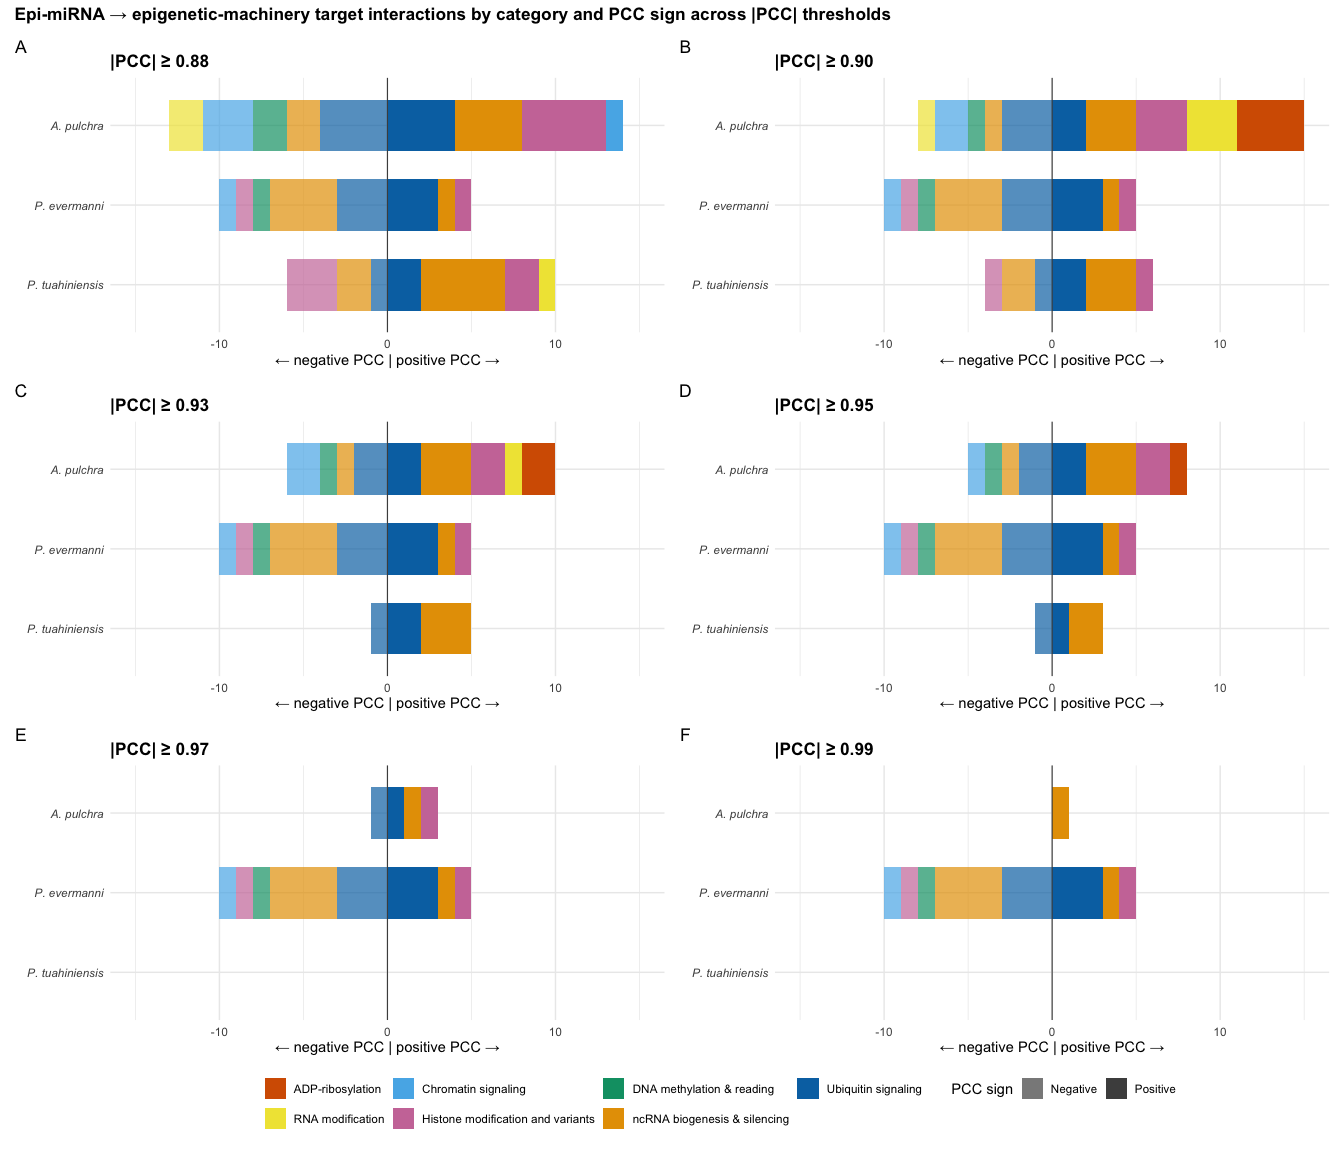 Epi-miRNA → epigenetic-machinery target interactions by category and PCC sign across |PCC| thresholds
A
|PCC| ≥ 0.88
A. pulchra
P. evermanni
P. tuahiniensis
-10 0 10
← negative PCC | positive PCC →
B
|PCC| ≥ 0.90
A. pulchra
P. evermanni
P. tuahiniensis
-10 0 10
← negative PCC | positive PCC →
C
|PCC| ≥ 0.93
A. pulchra
P. evermanni
P. tuahiniensis
-10 0 10
← negative PCC | positive PCC →
D
|PCC| ≥ 0.95
A. pulchra
P. evermanni
P. tuahiniensis
-10 0 10
← negative PCC | positive PCC →
E
|PCC| ≥ 0.97
A. pulchra
P. evermanni
P. tuahiniensis
-10 0 10
← negative PCC | positive PCC →
F
|PCC| ≥ 0.99
A. pulchra
P. evermanni
P. tuahiniensis
-10 0 10
← negative PCC | positive PCC →
ADP-ribosylation Chromatin signaling DNA methylation & reading Ubiquitin signaling PCC sign Negative Positive
RNA modification Histone modification and variants ncRNA biogenesis & silencing